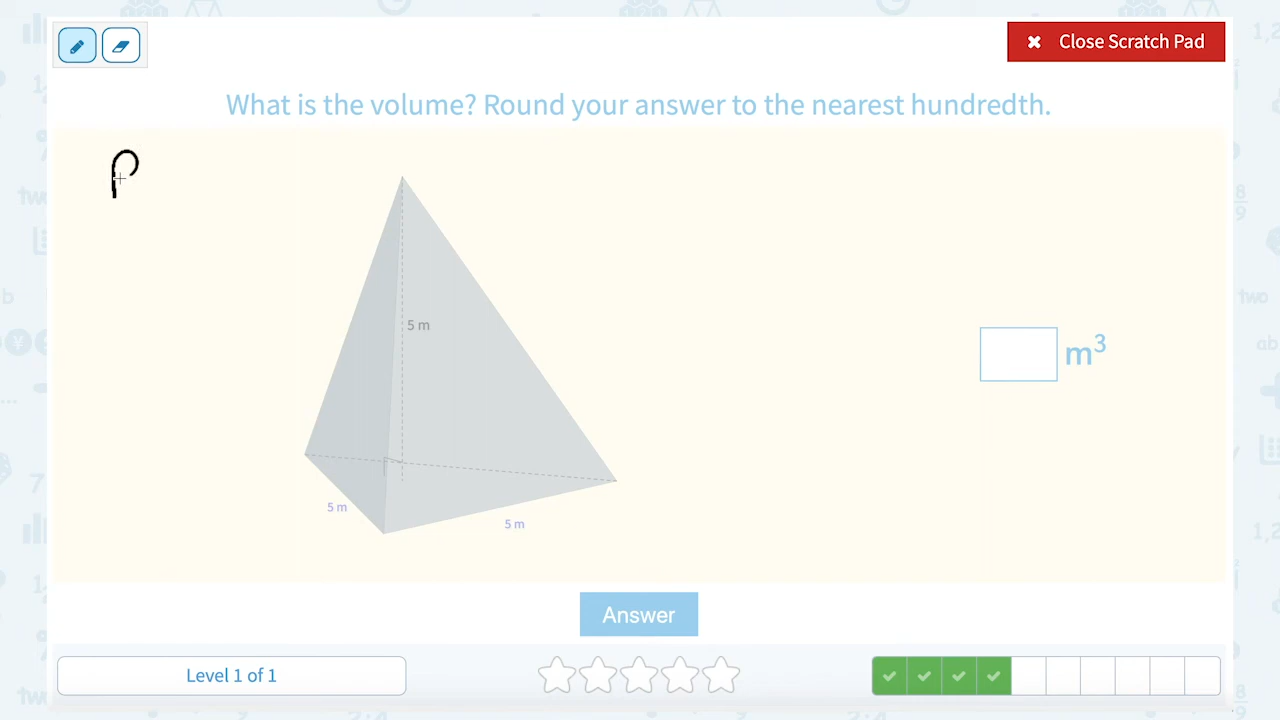 Close Scratch Pad
What is the volume? Round your answer to the nearest hundredth.
P
5 m
m³
5 m
5 m
Answer
Level 1 of 1